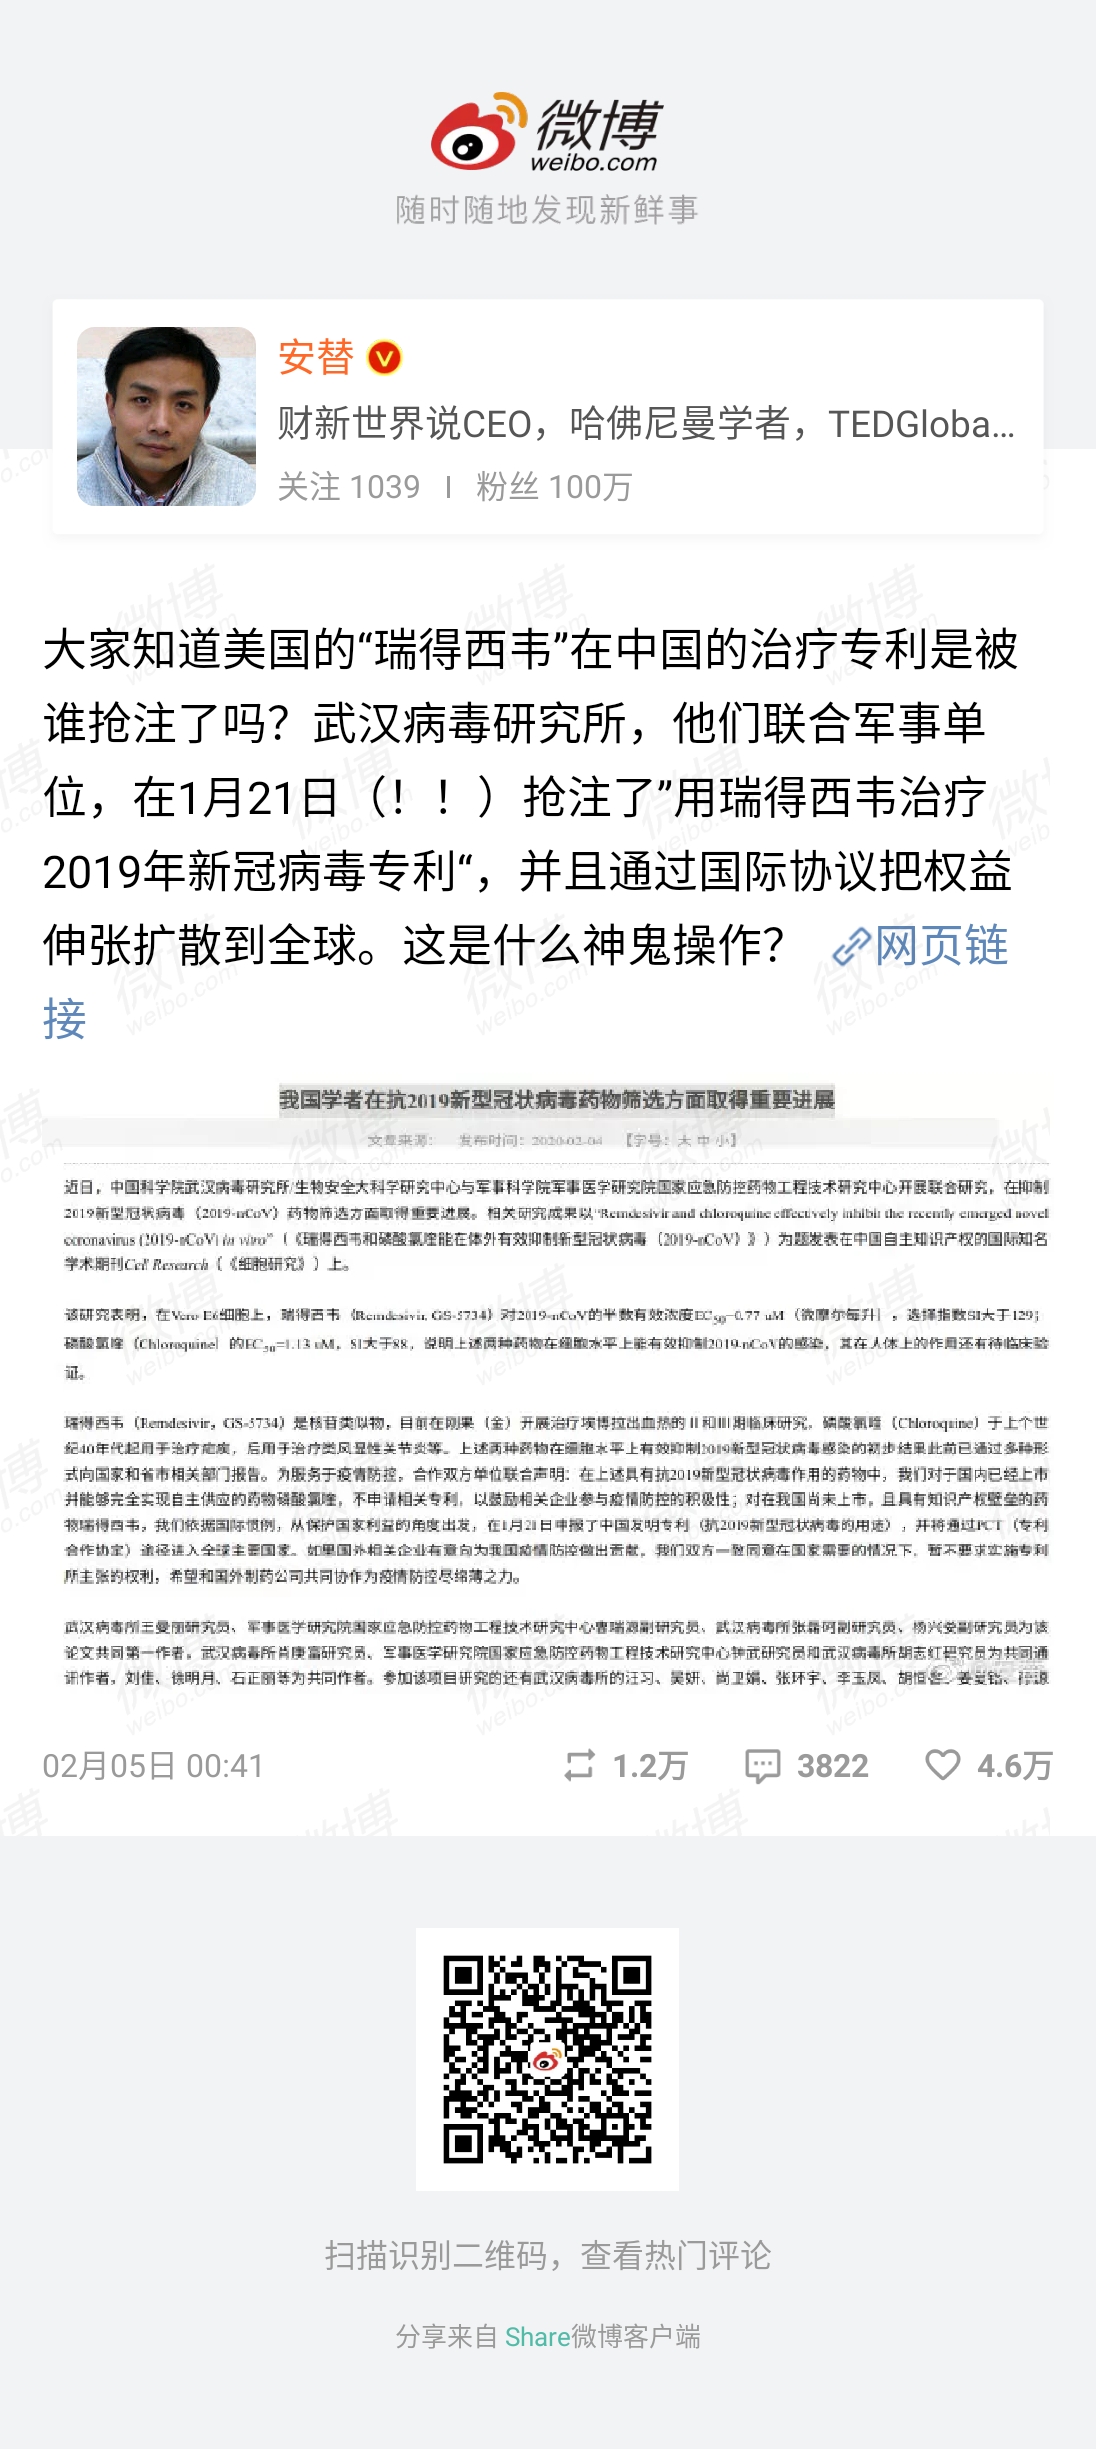 微博
weibo.com
随时随地发现新鲜事
安替
财新世界说CEO，哈佛尼曼学者，TEDGloba...
关注 1039 | 粉丝 100万
大家知道美国的“瑞得西韦”在中国的治疗专利是被
谁抢注了吗？武汉病毒研究所，他们联合军事单
位，在1月21日（！！）抢注了”用瑞得西韦治疗
2019年新冠病毒专利“，并且通过国际协议把权益
伸张扩散到全球。这是什么神鬼操作？ 网页链
接
我国学者在抗2019新型冠状病毒药物筛选方面取得重要进展
文章来源： 发布时间：2020-02-04 【字号：大 中 小】
近日，中国科学院武汉病毒研究所/生物安全大科学研究中心与军事科学院军事医学研究院国家应急防控药物工程技术研究中心开展联合研究，在抑制
2019新型冠状病毒（2019-nCoV）药物筛选方面取得重要进展。相关研究成果以“Remdesivir and chloroquine effectively inhibit the recently emerged novel
coronavirus (2019-nCoV) in vitro”（《瑞得西韦和磷酸氯喹能在体外有效抑制新型冠状病毒（2019-nCoV）》）为题发表在中国自主知识产权的国际知名
学术期刊Cell Research（《细胞研究》）上。
该研究表明，在Vero E6细胞上，瑞得西韦（Remdesivir, GS-5734）对2019-nCoV的半数有效浓度EC50=0.77 uM（微摩尔每升），选择指数SI大于129；
磷酸氯喹（Chloroquine）的EC50=1.13 uM，SI大于88，说明上述两种药物在细胞水平上能有效抑制2019-nCoV的感染，其在人体上的作用还有待临床验
证。
瑞得西韦（Remdesivir，GS-5734）是核苷类似物，目前在刚果（金）开展治疗埃博拉出血热的II和III期临床研究。磷酸氯喹（Chloroquine）于上个世
纪40年代起用于治疗疟疾，后用于治疗类风湿性关节炎等。上述两种药物在细胞水平上有效抑制2019新型冠状病毒感染的初步结果此前已通过多种形
式向国家和省市相关部门报告。为服务于疫情防控，合作双方单位联合声明：在上述具有抗2019新型冠状病毒作用的药物中，我们对于国内已经上市
并能够完全实现自主供应的药物磷酸氯喹，不申请相关专利，以鼓励相关企业参与疫情防控的积极性；对在我国尚未上市，且具有知识产权壁垒的药
物瑞得西韦，我们依据国际惯例，从保护国家利益的角度出发，在1月21日申报了中国发明专利（抗2019新型冠状病毒的用途），并将通过PCT（专利
合作协定）途径进入全球主要国家。如果国外相关企业有意向为我国疫情防控做出贡献，我们双方一致同意在国家需要的情况下，暂不要求实施专利
所主张的权利，希望和国外制药公司共同协作为疫情防控尽绵薄之力。
武汉病毒所王曼丽研究员、军事医学研究院国家应急防控药物工程技术研究中心曹瑞源副研究员、武汉病毒所张磊砢副研究员、杨兴娄副研究员为该
论文共同第一作者。武汉病毒所肖庚富研究员、军事医学研究院国家应急防控药物工程技术研究中心钟武研究员和武汉病毒所胡志红研究员为共同通
讯作者。刘佳、徐明月、石正丽等为共同作者。参加该项目研究的还有武汉病毒所的汪习、吴妍、尚卫娟、张环宇、李玉凤、胡恒
02月05日 00:41 1.2万 3822 4.6万
扫描识别二维码，查看热门评论
分享来自 Share微博客户端